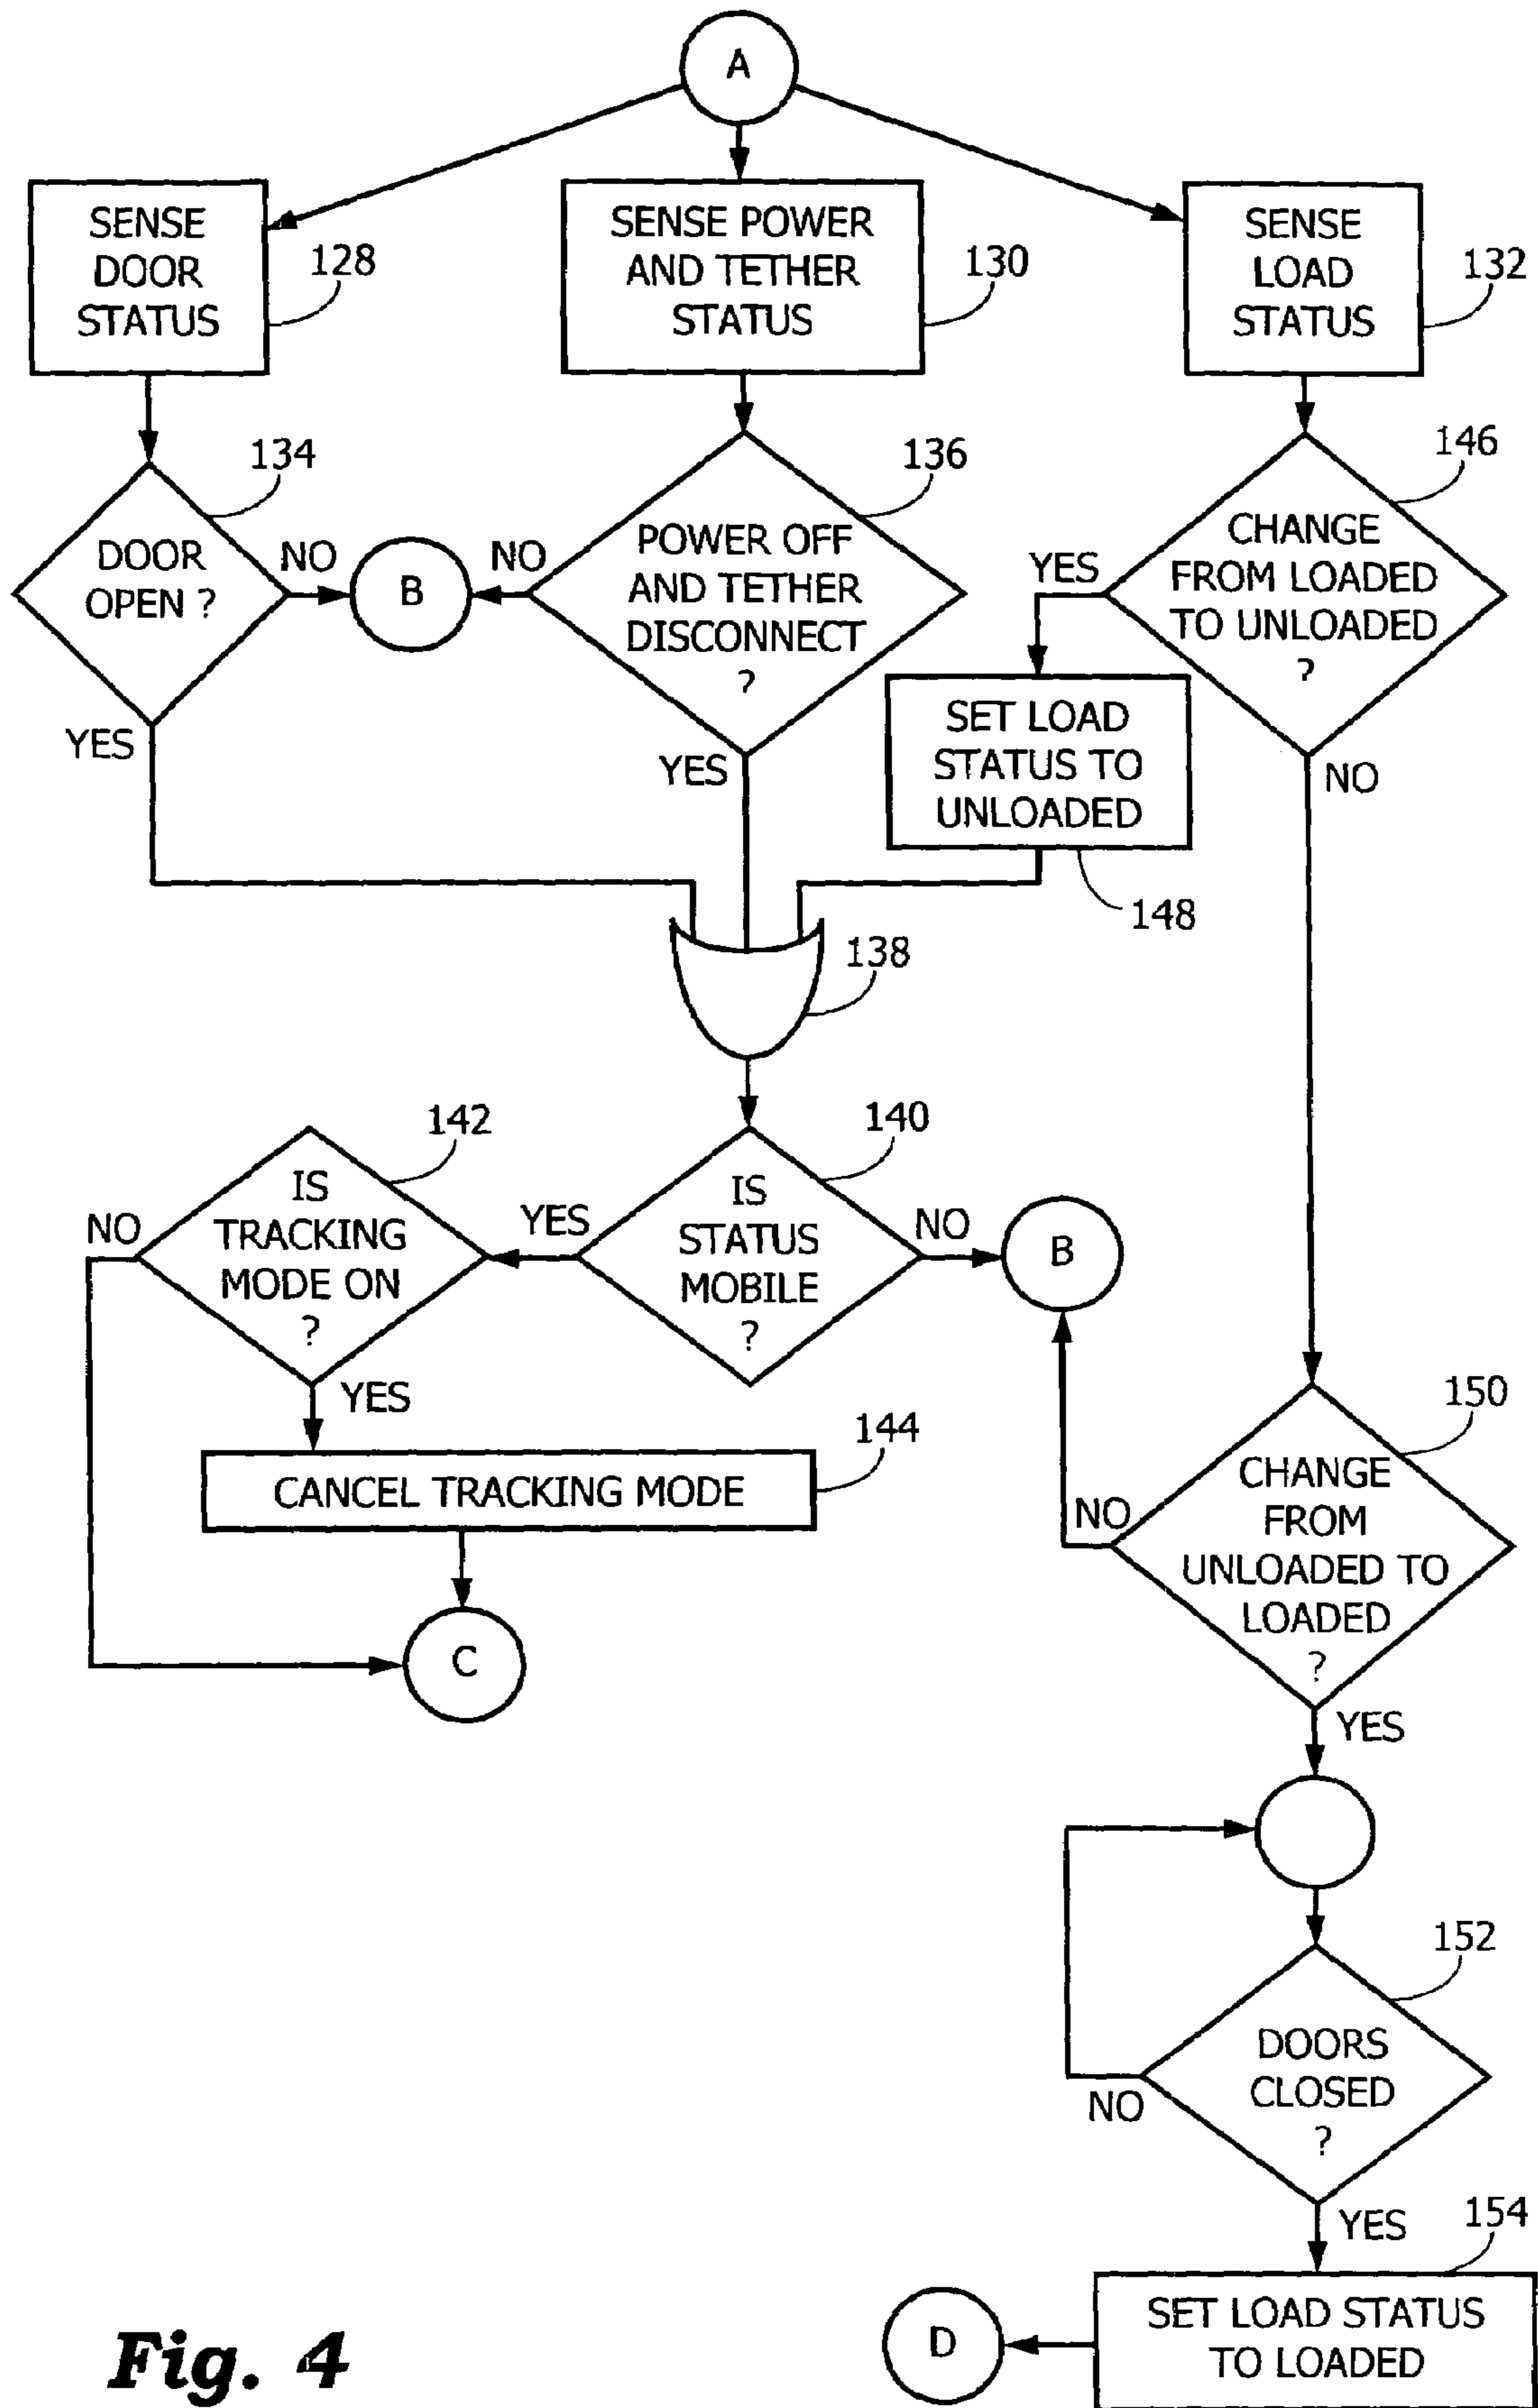 A
SENSE
DOOR
STATUS
128
SENSE POWER
AND TETHER
STATUS
130
SENSE
LOAD
STATUS
132
134
DOOR
OPEN ?
NO
YES
B
NO
136
POWER OFF
AND TETHER
DISCONNECT
?
YES
146
CHANGE
FROM LOADED
TO UNLOADED
?
YES
NO
SET LOAD
STATUS TO
UNLOADED
148
138
142
IS
TRACKING
MODE ON
?
NO
YES
140
IS
STATUS
MOBILE
?
YES
NO
B
144
CANCEL TRACKING MODE
C
150
CHANGE
FROM
UNLOADED TO
LOADED
?
NO
YES
152
DOORS
CLOSED
?
NO
YES
154
SET LOAD STATUS
TO LOADED
D
Fig. 4